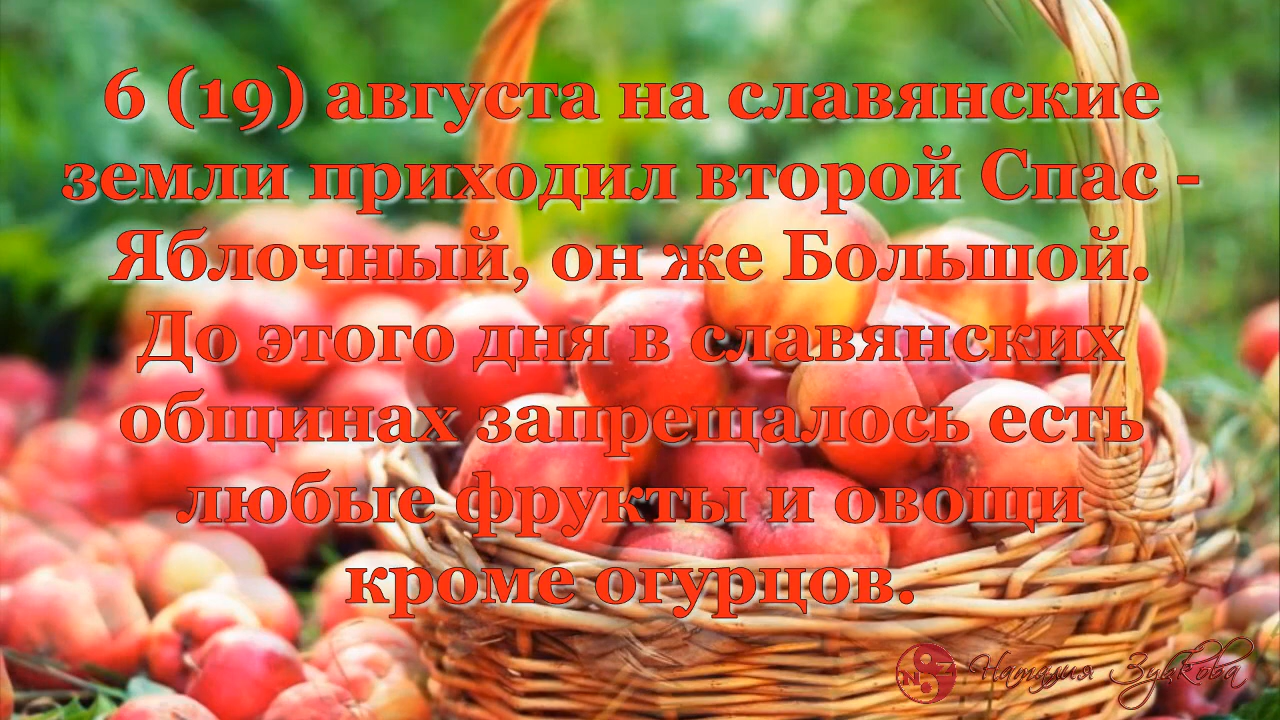 6 (19) августа на славянские
земли приходил второй Спас -
Яблочный, он же Большой.
До этого дня в славянских
общинах запрещалось есть
любые фрукты и овощи
кроме огурцов.
Наталия Зубкова